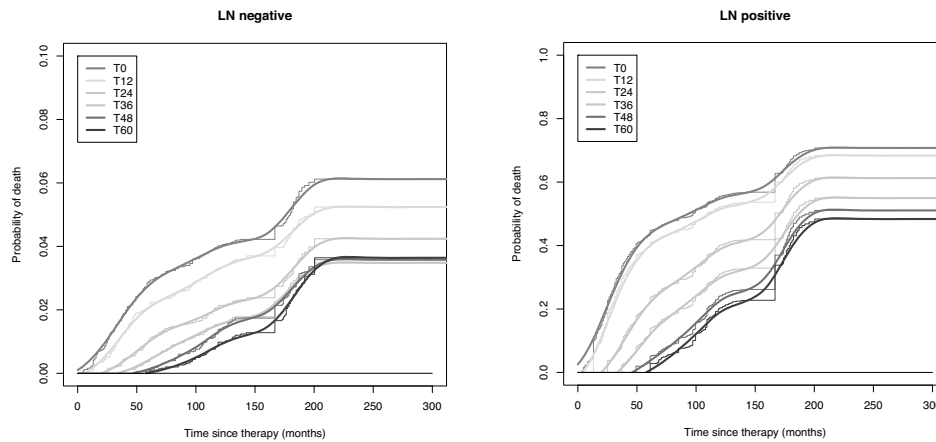 LN negative
0.00 0.02 0.04 0.06 0.08 0.10
Probability of death
T0
T12
T24
T36
T48
T60
0 50 100 150 200 250 300
Time since therapy (months)
LN positive
0.0 0.2 0.4 0.6 0.8 1.0
Probability of death
T0
T12
T24
T36
T48
T60
0 50 100 150 200 250 300
Time since therapy (months)